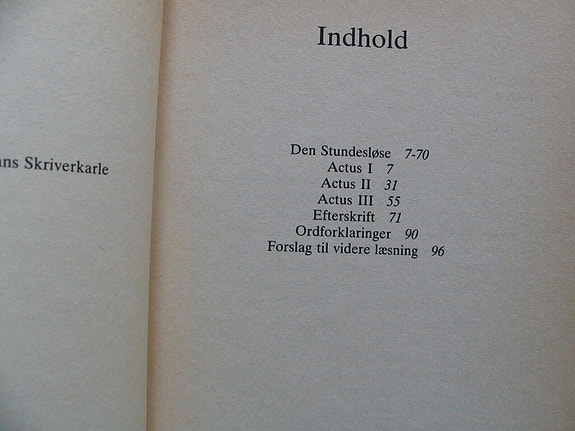 Skriverkarle
Indhold
Den Stundesløse 7-70
Actus I 7
Actus II 31
Actus III 55
Efterskrift 71
Ordforklaringer 90
Forslag til videre læsning 96